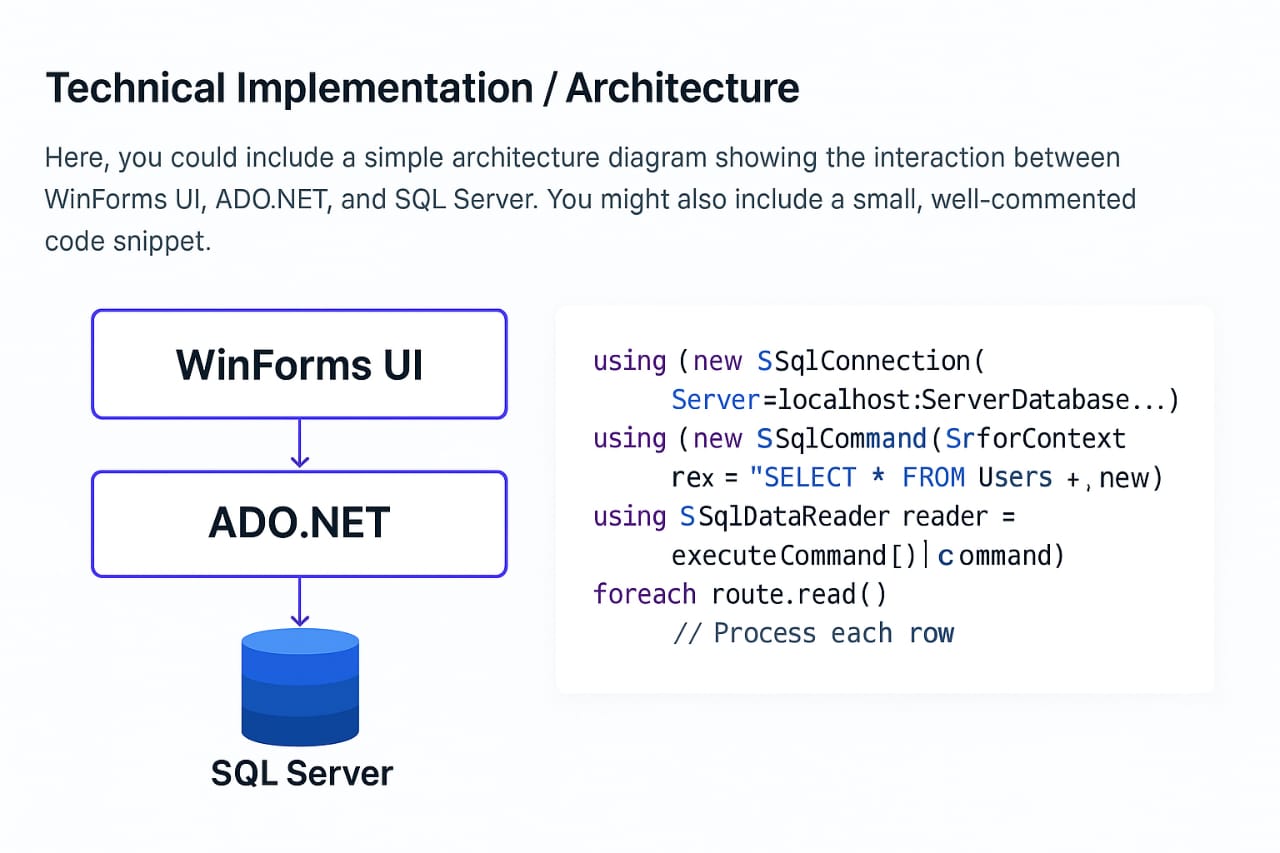 Technical Implementation / Architecture
Here, you could include a simple architecture diagram showing the interaction between
WinForms UI, ADO.NET, and SQL Server. You might also include a small, well-commented
code snippet.
WinForms UI
ADO.NET
SQL Server
using (new SSqlConnection(
Server=localhost:ServerDatabase...)
using (new SSqlCommand(SrforContext
rex = "SELECT * FROM Users +, new)
using SSqlDataReader reader =
executeCommand[)|command)
foreach route.read()
// Process each row